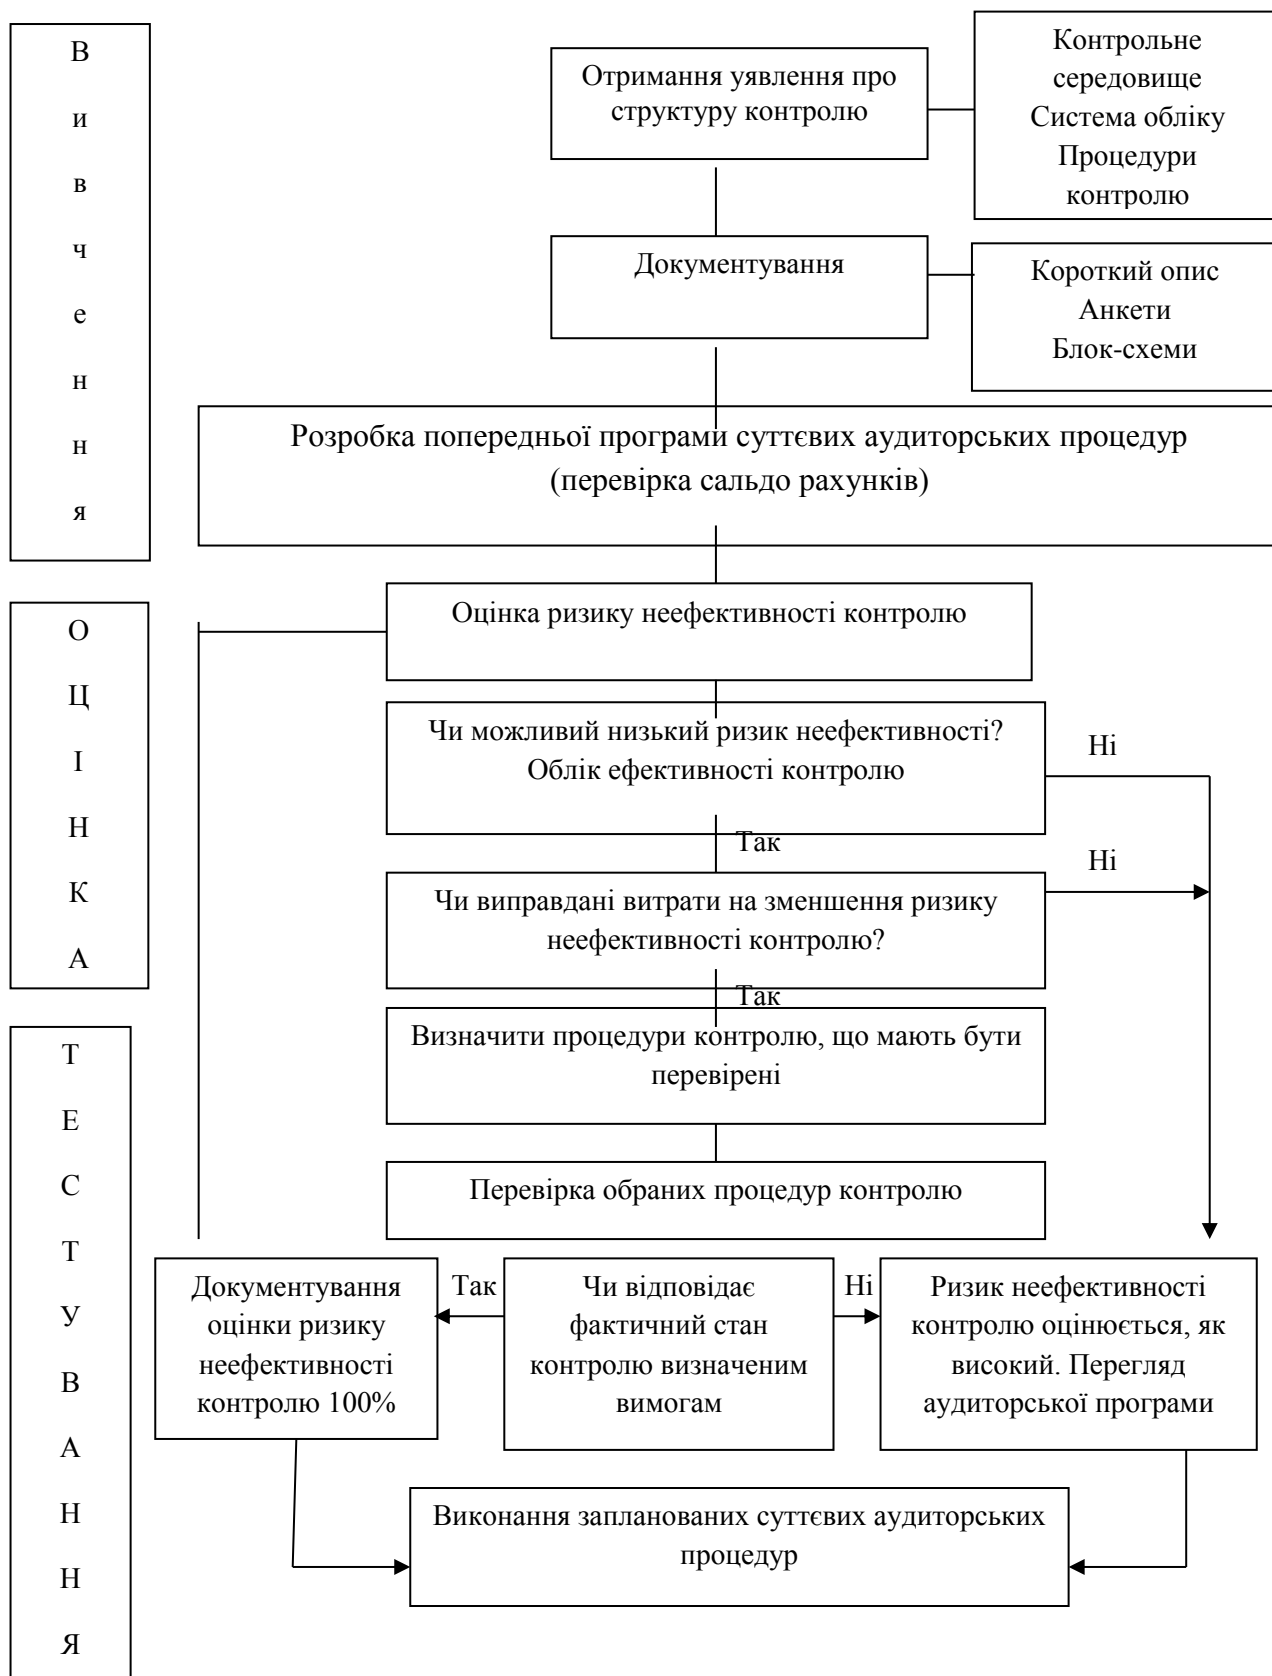 В
и
в
ч
е
н
н
я
Отримання уявлення про
структуру контролю
Контрольне
середовище
Система обліку
Процедури
контролю
Документування
Короткий опис
Анкети
Блок-схеми
Розробка попередньої програми суттєвих аудиторських процедур
(перевірка сальдо рахунків)
О
Ц
І
Н
К
А
Оцінка ризику неефективності контролю
Чи можливий низький ризик неефективності?
Облік ефективності контролю
Ні
Так
Чи виправдані витрати на зменшення ризику
неефективності контролю?
Ні
Так
Т
Е
С
Т
У
В
А
Н
Н
Я
Визначити процедури контролю, що мають бути
перевірені
Перевірка обраних процедур контролю
Документування
оцінки ризику
неефективності
контролю 100%
Так
Чи відповідає
фактичний стан
контролю визначеним
вимогам
Ні
Ризик неефективності
контролю оцінюється, як
високий. Перегляд
аудиторської програми
Виконання запланованих суттєвих аудиторських
процедур